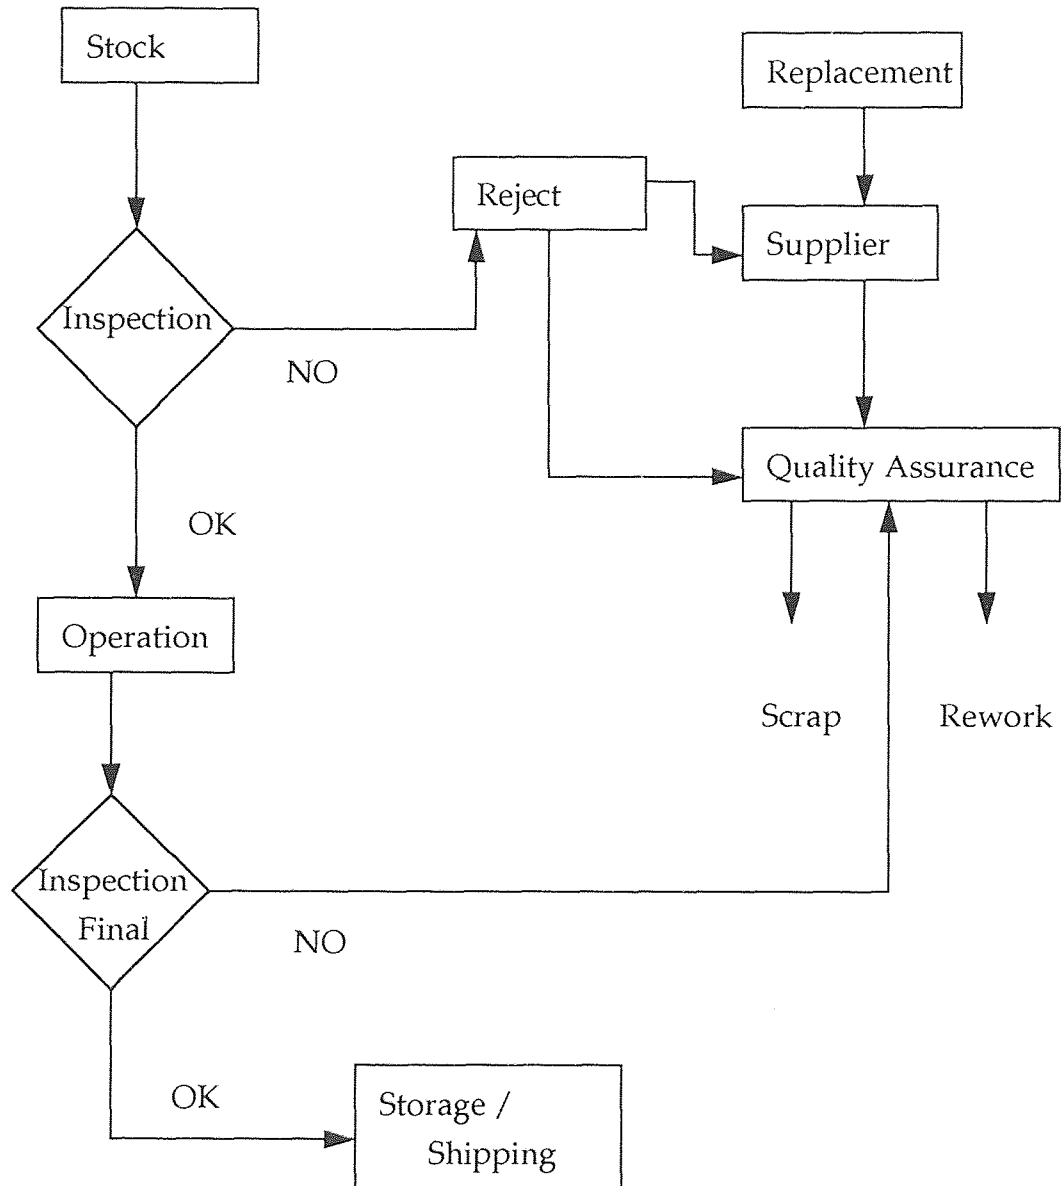 Stock
Replacement
Reject
Supplier
Inspection
NO
Quality Assurance
OK
Operation
Scrap
Rework
Inspection
Final
NO
OK
Storage /
Shipping